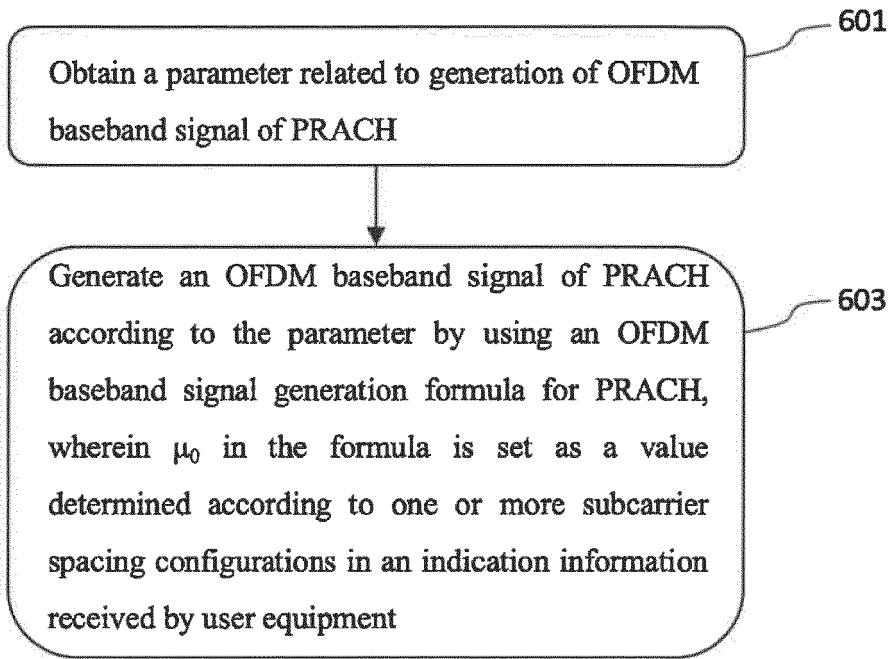 601
Obtain a parameter related to generation of OFDM
baseband signal of PRACH
603
Generate an OFDM baseband signal of PRACH
according to the parameter by using an OFDM
baseband signal generation formula for PRACH,
wherein μ₀ in the formula is set as a value
determined according to one or more subcarrier
spacing configurations in an indication information
received by user equipment